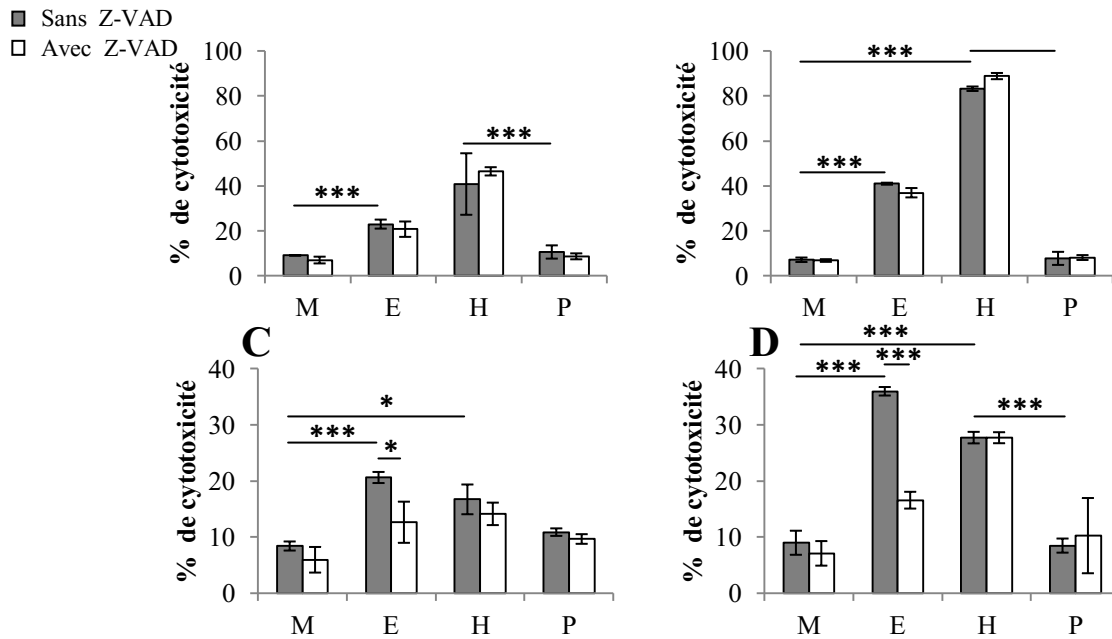 Sans Z-VAD
Avec Z-VAD
% de cytotoxicité
100
80
60
40
20
0
***
***
M E H P
% de cytotoxicité
100
80
60
40
20
0
***
***
M E H P
C
% de cytotoxicité
40
30
20
10
0
*
***
*
M E H P
D
% de cytotoxicité
40
30
20
10
0
***
***
***
***
M E H P